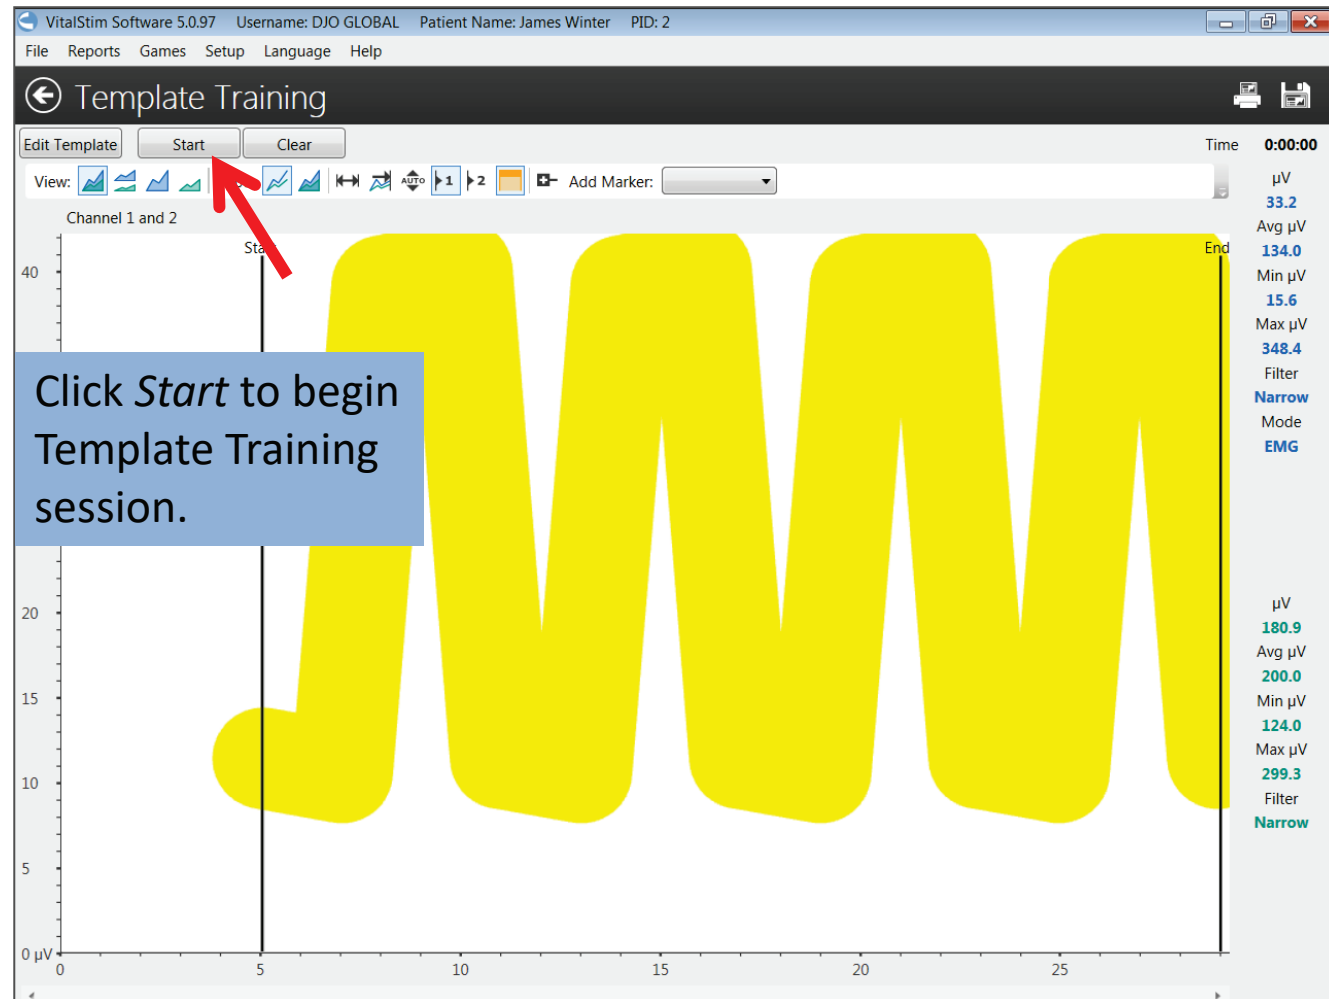 VitalStim Software 5.0.97 Username: DJO GLOBAL Patient Name: James Winter PID: 2
File Reports Games Setup Language Help
Template Training
Edit Template Start Clear
Time 0:00:00
View: AUTO 1 2 Add Marker:
Channel 1 and 2
Start
End
40
Click Start to begin
Template Training
session.
20
15
10
5
0 µV
0 5 10 15 20 25
µV
33.2
Avg µV
134.0
Min µV
15.6
Max µV
348.4
Filter
Narrow
Mode
EMG
µV
180.9
Avg µV
200.0
Min µV
124.0
Max µV
299.3
Filter
Narrow